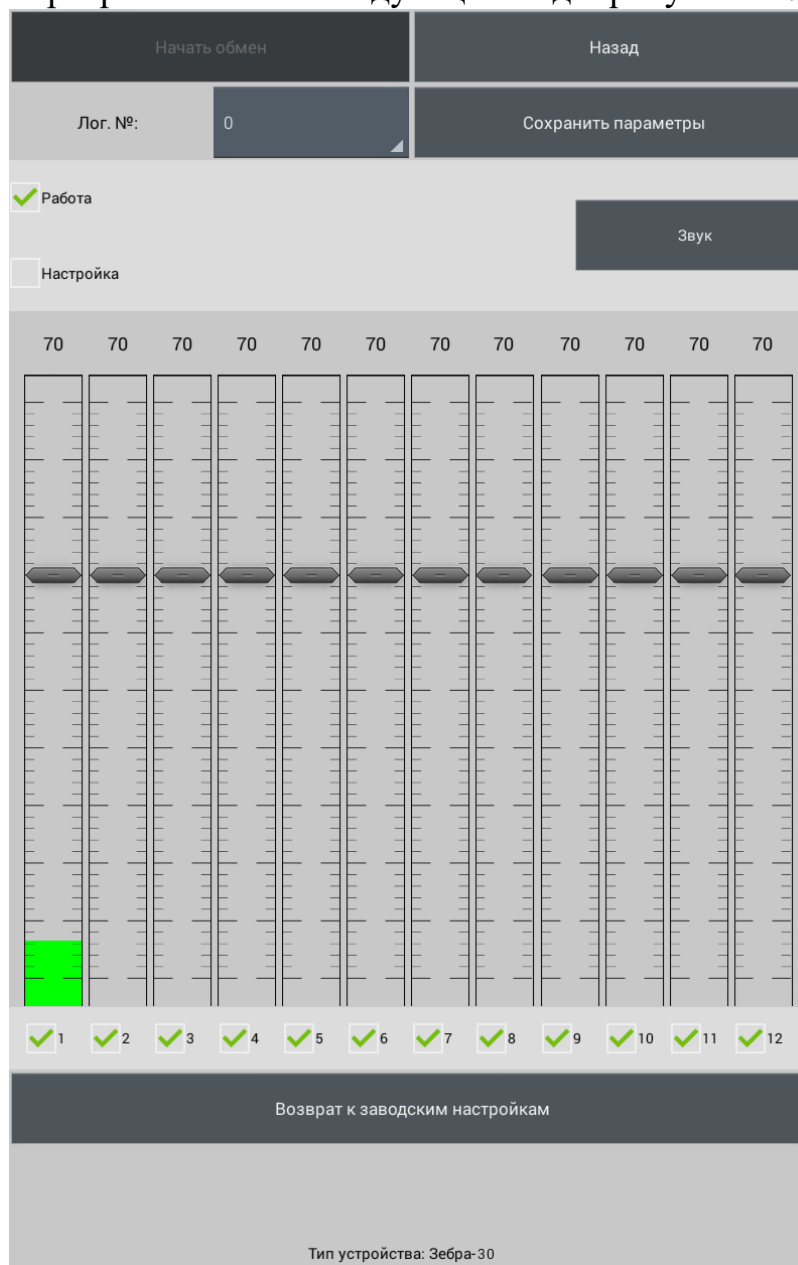 Начать обмен Назад
Лог. №: 0 Сохранить параметры
Работа
Звук
Настройка
70 70 70 70 70 70 70 70 70 70 70 70
1 2 3 4 5 6 7 8 9 10 11 12
Возврат к заводским настройкам
Тип устройства: Зебра-30